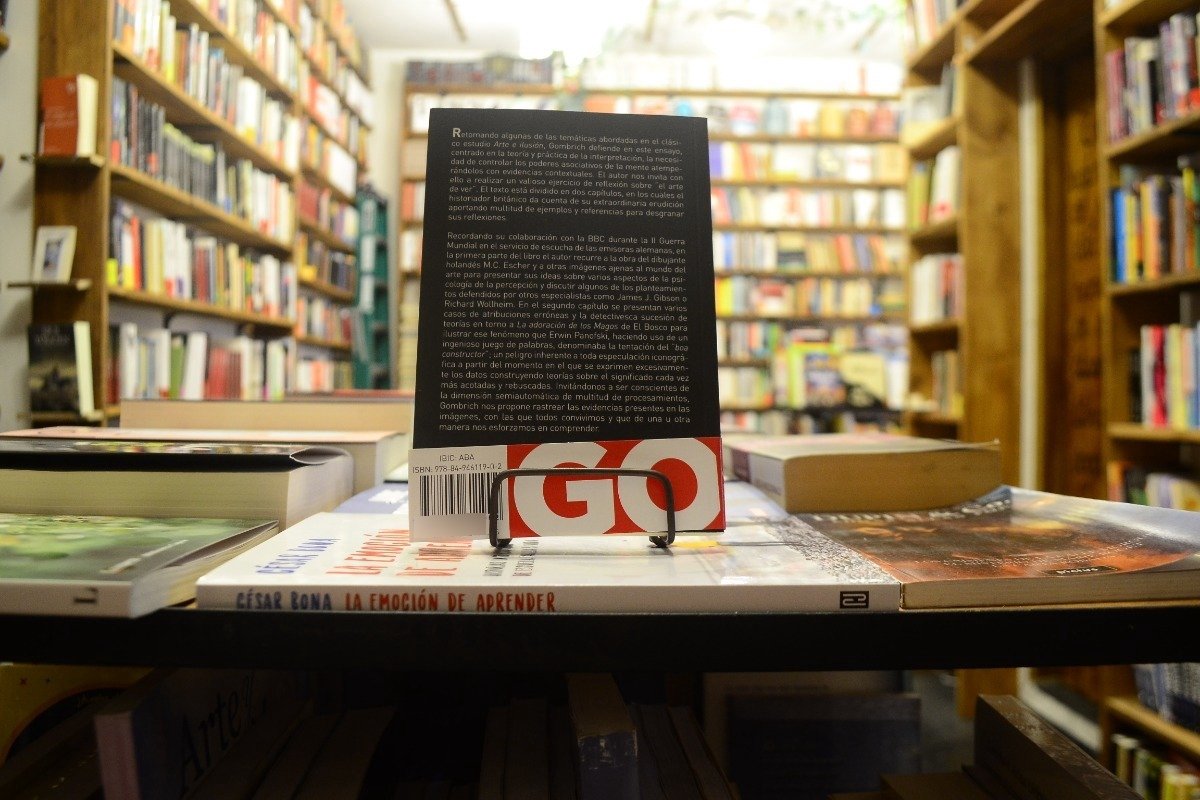 Retomando algunas de las temáticas abordadas en el clási-
co estudio Arte e ilusión, Gombrich defiende en este ensayo,
centrado en la teoría y práctica de la interpretación, la necesi-
dad de controlar los poderes asociativos de la mente atempe-
rándolos con evidencias contextuales. El autor nos invita con
ello a realizar un valioso ejercicio de reflexión sobre "el arte
de ver". El texto está dividido en dos capítulos, en los cuales el
historiador británico da cuenta de su extraordinaria erudición
aportando multitud de ejemplos y referencias para desgranar
sus reflexiones.
Recordando su colaboración con la BBC durante la II Guerra
Mundial en el servicio de escucha de las emisoras alemanas, en
la primera parte del libro el autor recurre a la obra del dibujante
holandés M.C. Escher y a otras imágenes ajenas al mundo del
arte para presentar sus ideas sobre varios aspectos de la psi-
cología de la percepción y discutir algunos de los planteamien-
tos defendidos por otros especialistas como James J. Gibson o
Richard Wollheim. En el segundo capítulo se presentan varios
casos de atribuciones erróneas y la detectivesca sucesión de
teorías en torno a La adoración de los Magos de El Bosco para
ilustrar ese fenómeno que Erwin Panofski, haciendo uso de un
ingenioso juego de palabras, denominaba la tentación del "boa
constructor"; un peligro inherente a toda especulación iconográ-
fica a partir del momento en el que se exprimen excesivamen-
te los datos construyendo teorías sobre el significado cada vez
más acotadas y rebuscadas. Invitándonos a ser conscientes de
la dimensión semiautomática de multitud de procesamientos,
Gombrich nos propone rastrear las evidencias presentes en las
imágenes, con las que todos convivimos y que de una u otra
manera nos esforzamos en comprender.
IBIC: ABA
ISBN: 978-84-946119-0-2
GO
CÉSAR BONA
LA EMOCIÓN
DE
CÉSAR BONA LA EMOCIÓN DE APRENDER
Arte